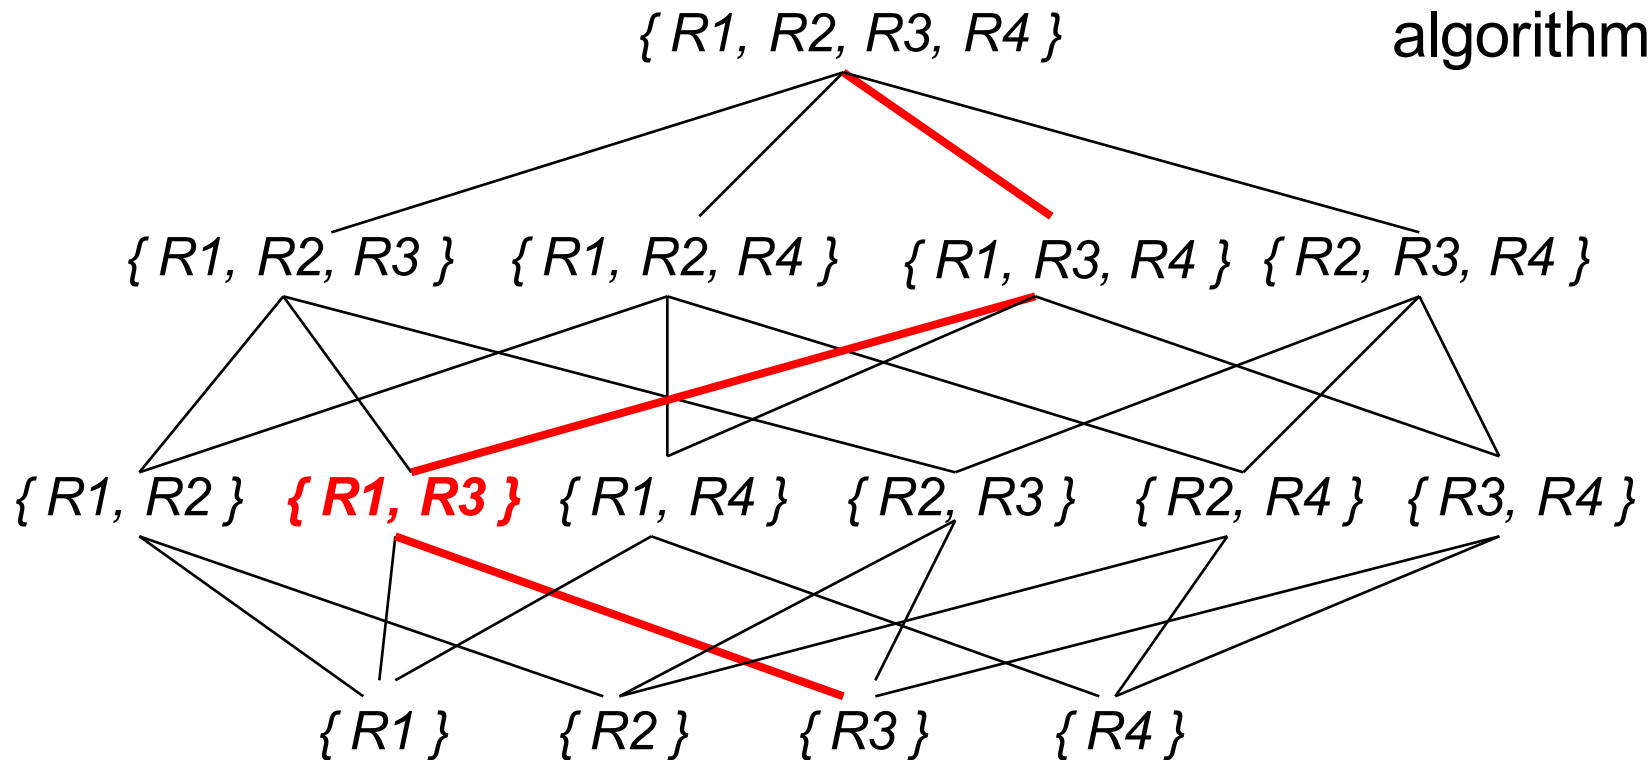 { R1, R2, R3, R4 }
algorithm
{ R1, R2, R3 } { R1, R2, R4 } { R1, R3, R4 } { R2, R3, R4 }
{ R1, R2 } { R1, R3 } { R1, R4 } { R2, R3 } { R2, R4 } { R3, R4 }
{ R1 } { R2 } { R3 } { R4 }